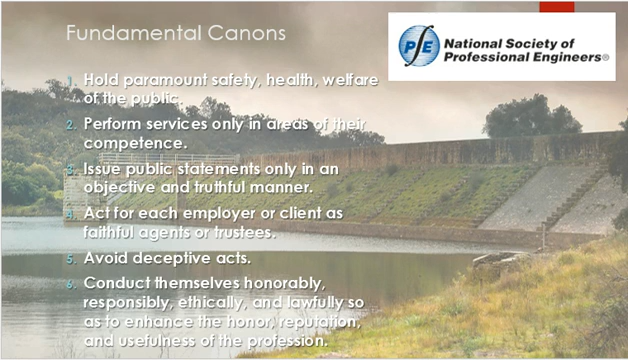 Fundamental Canons
PSE National Society of
Professional Engineers®
1. Hold paramount safety, health, welfare
of the public.
2. Perform services only in areas of their
competence.
3. Issue public statements only in an
objective and truthful manner.
4. Act for each employer or client as
faithful agents or trustees.
5. Avoid deceptive acts.
6. Conduct themselves honorably,
responsibly, ethically, and lawfully so
as to enhance the honor, reputation,
and usefulness of the profession.